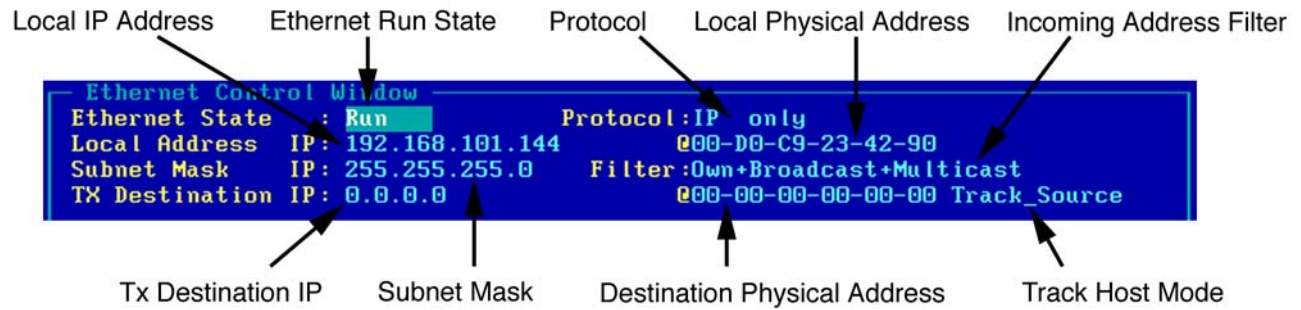 Local IP Address Ethernet Run State Protocol Local Physical Address Incoming Address Filter
Ethernet Control Window
Ethernet State : Run Protocol:IP only
Local Address IP: 192.168.101.144 @00-D0-C9-23-42-90
Subnet Mask IP: 255.255.255.0 Filter:Own+Broadcast+Multicast
TX Destination IP: 0.0.0.0 @00-00-00-00-00-00 Track_Source
Tx Destination IP Subnet Mask Destination Physical Address Track Host Mode